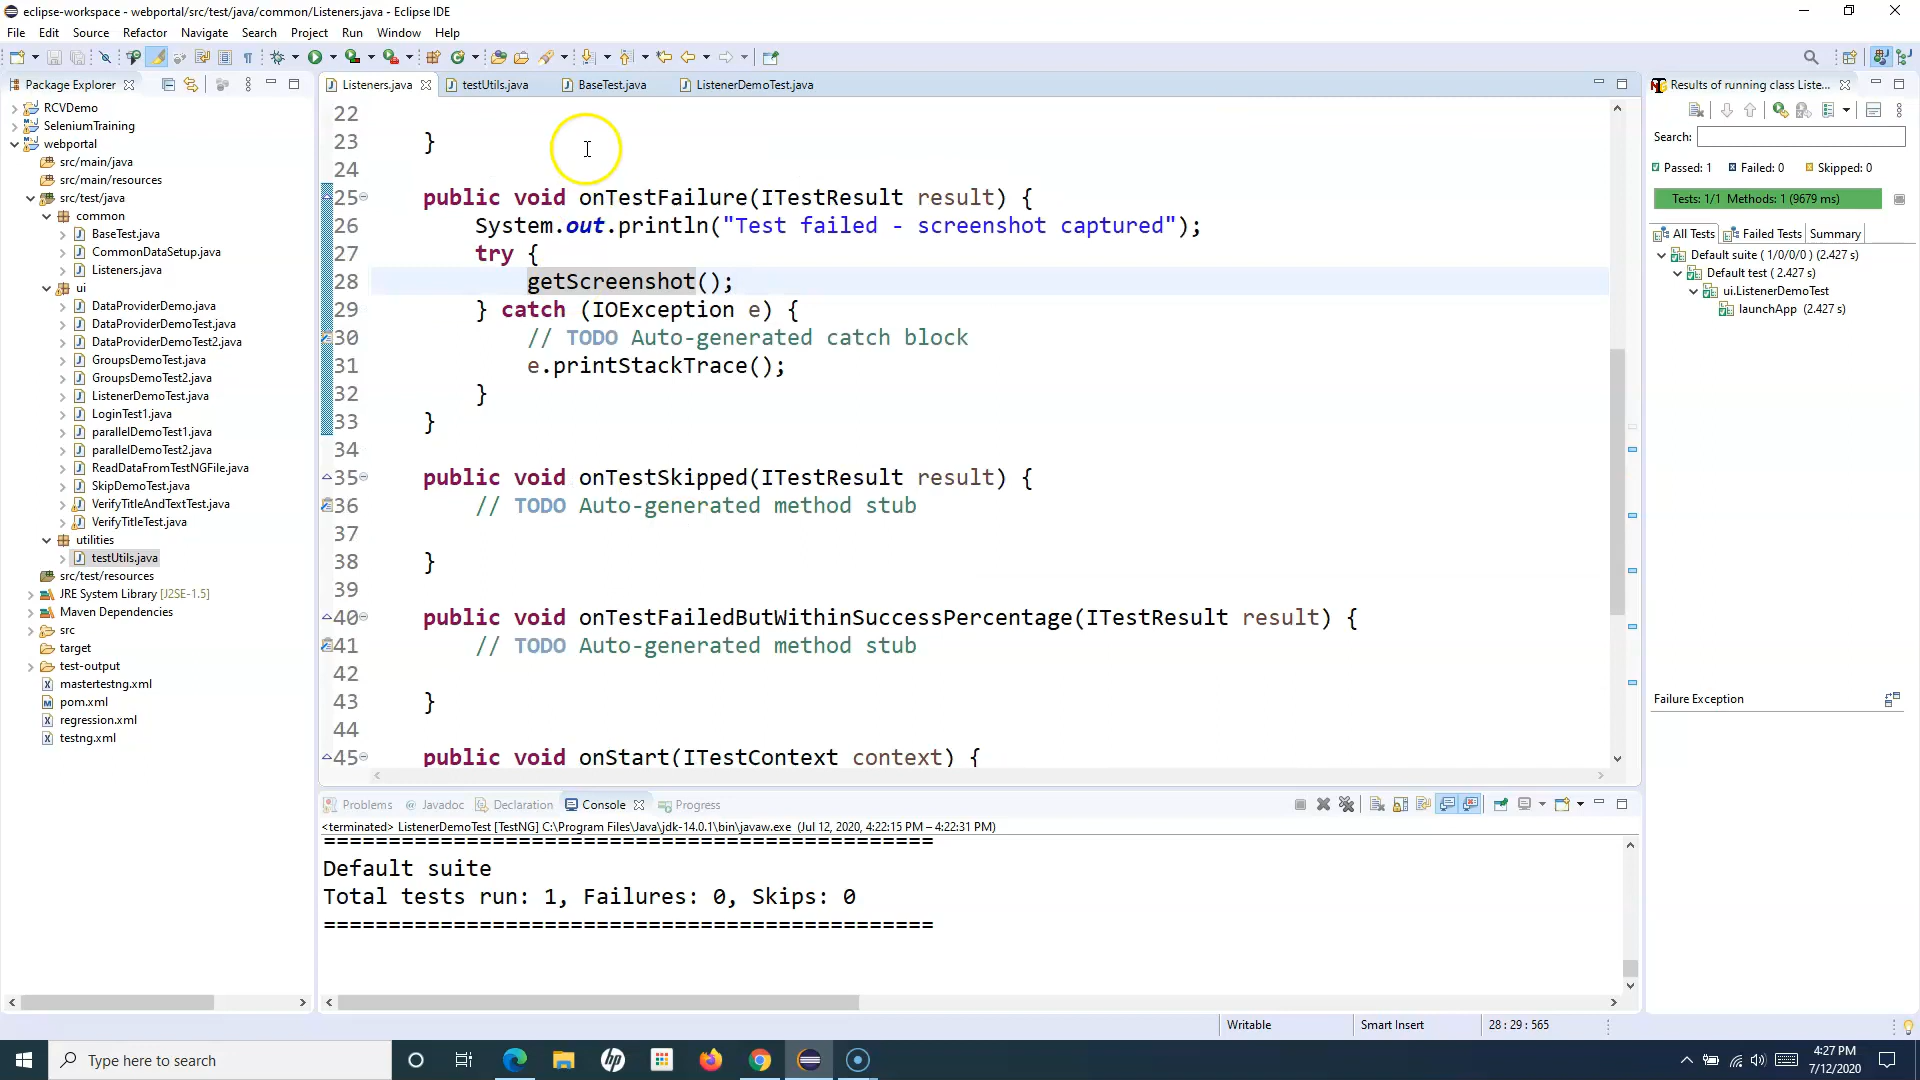 eclipse-workspace - webportal/src/test/java/common/Listeners.java - Eclipse IDE
File Edit Source Refactor Navigate Search Project Run Window Help
Package Explorer
RCVDemo
SeleniumTraining
webportal
src/main/java
src/main/resources
src/test/java
common
BaseTest.java
CommonDataSetup.java
Listeners.java
ui
DataProviderDemo.java
DataProviderDemoTest.java
DataProviderDemoTest2.java
GroupsDemoTest.java
GroupsDemoTest2.java
ListenerDemoTest.java
LoginTest1.java
parallelDemoTest1.java
parallelDemoTest2.java
ReadDataFromTestNGFile.java
SkipDemoTest.java
VerifyTitleAndTextTest.java
VerifyTitleTest.java
utilities
testUtils.java
src/test/resources
JRE System Library [J2SE-1.5]
Maven Dependencies
src
target
test-output
mastertestng.xml
pom.xml
regression.xml
testng.xml
Listeners.java testUtils.java BaseTest.java ListenerDemoTest.java
22
23 }
24
25 public void onTestFailure(ITestResult result) {
26 System.out.println("Test failed - screenshot captured");
27 try {
28 getScreenshot();
29 } catch (IOException e) {
30 // TODO Auto-generated catch block
31 e.printStackTrace();
32 }
33 }
34
35 public void onTestSkipped(ITestResult result) {
36 // TODO Auto-generated method stub
37
38 }
39
40 public void onTestFailedButWithinSuccessPercentage(ITestResult result) {
41 // TODO Auto-generated method stub
42
43 }
44
45 public void onStart(ITestContext context) {
Problems @ Javadoc Declaration Console Progress
<terminated> ListenerDemoTest [TestNG] C:\Program Files\Java\jdk-14.0.1\bin\javaw.exe (Jul 12, 2020, 4:22:15 PM – 4:22:31 PM)
===============================================
Default suite
Total tests run: 1, Failures: 0, Skips: 0
===============================================
Results of running class Liste...
Search:
Passed: 1 Failed: 0 Skipped: 0
Tests: 1/1 Methods: 1 (9679 ms)
All Tests Failed Tests Summary
Default suite ( 1/0/0/0 ) (2.427 s)
Default test ( 2.427 s)
ui.ListenerDemoTest
launchApp (2.427 s)
Failure Exception
Writable Smart Insert 28 : 29 : 565
Type here to search
hp
4:27 PM
7/12/2020